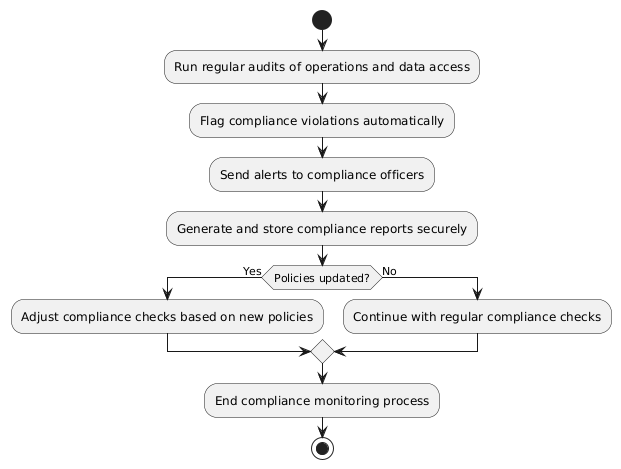 Run regular audits of operations and data access
Flag compliance violations automatically
Send alerts to compliance officers
Generate and store compliance reports securely
Yes
Policies updated?
No
Adjust compliance checks based on new policies
Continue with regular compliance checks
End compliance monitoring process